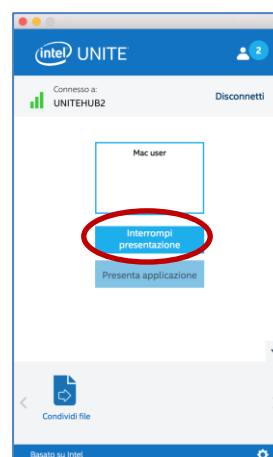 intel UNITE
2
Connesso a:
UNITEHUB2
Disconnetti
Mac user
Interrompi
presentazione
Presenta applicazione
Condividi file
Basato su Intel